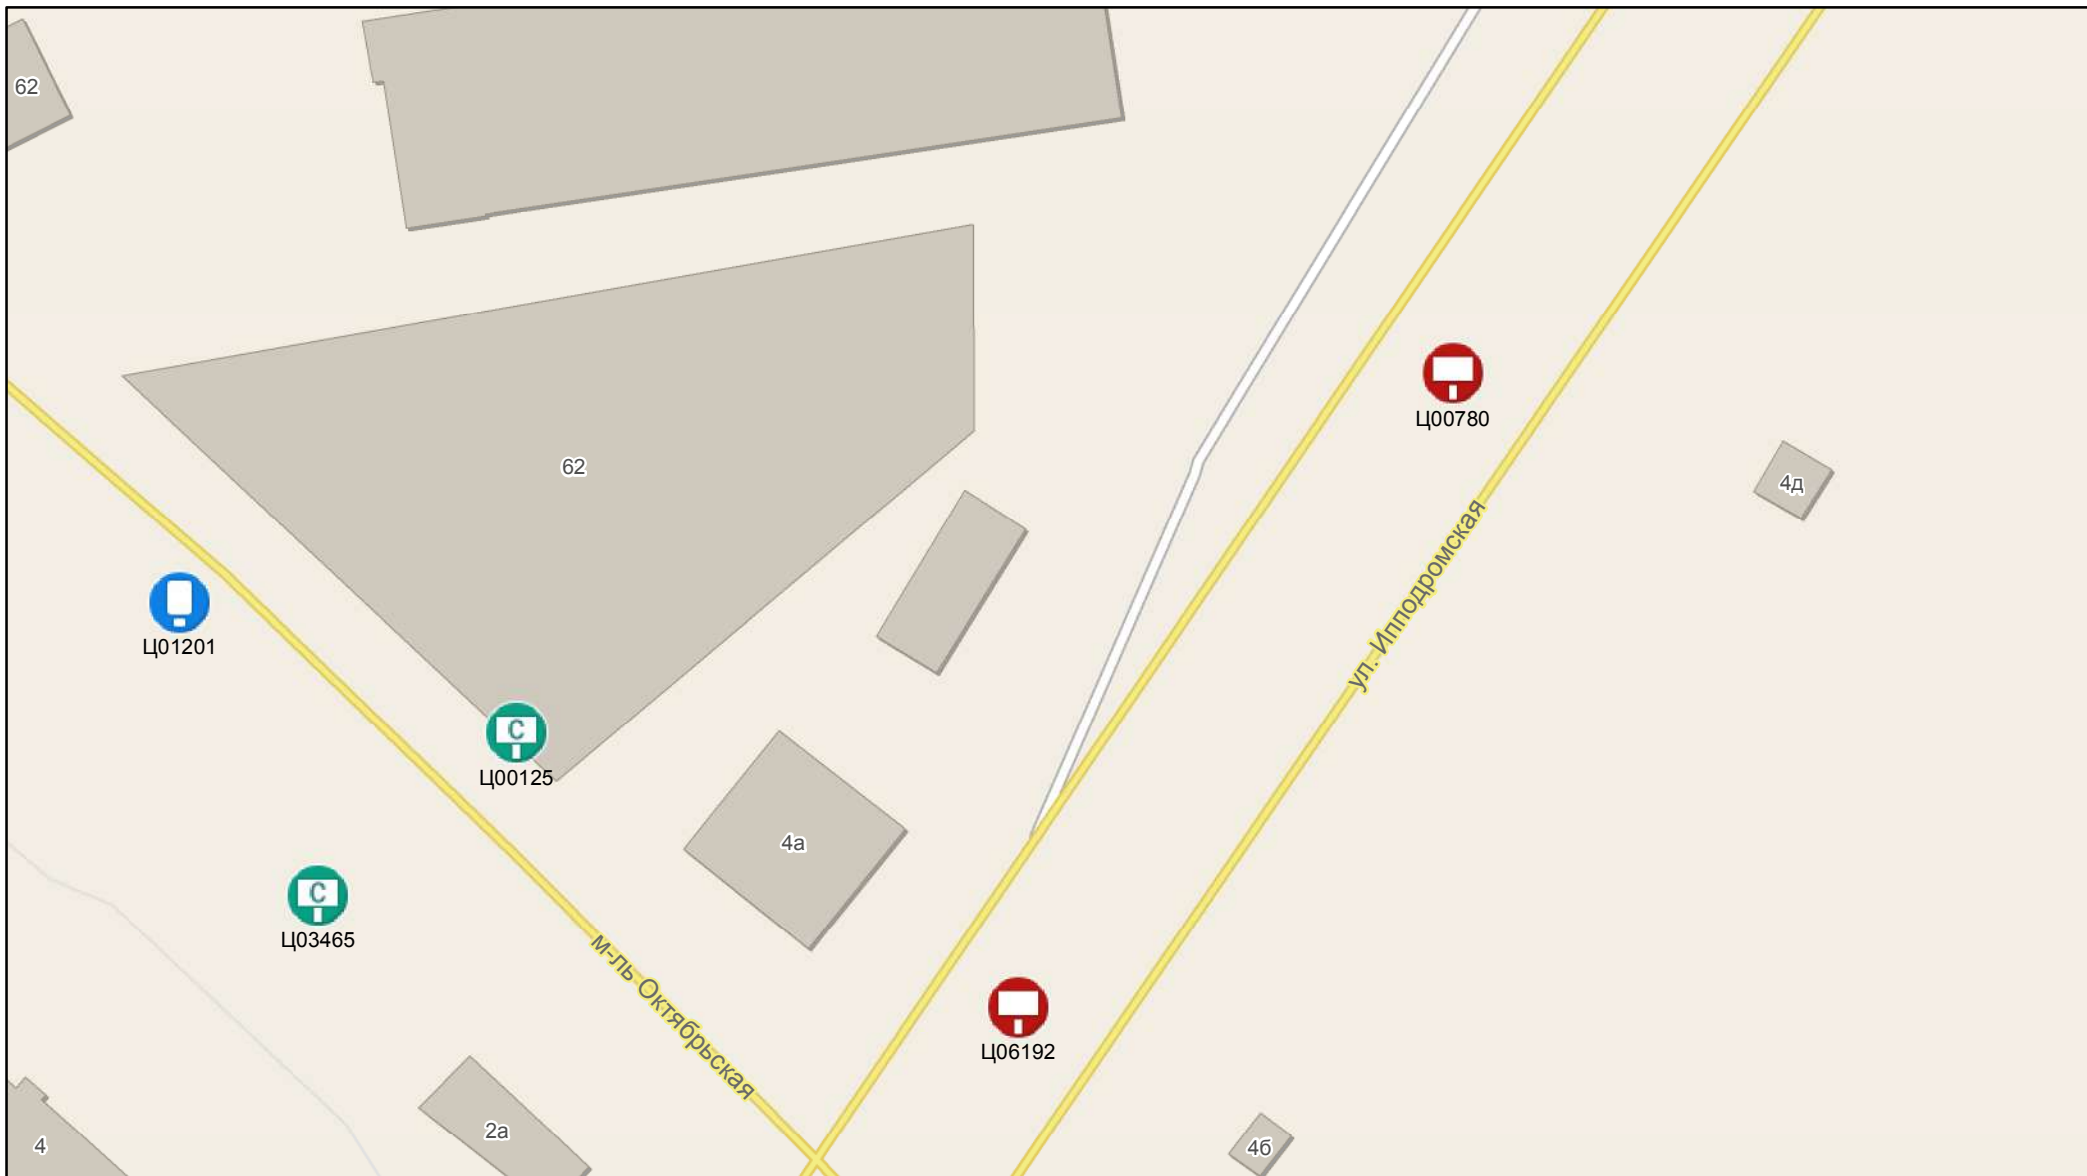 62
Ц00780
62
4д
ул. Ипподромская
Ц01201
C
Ц00125
4а
C
Ц03465
м-ль Октябрьская
Ц06192
2а
4
4б